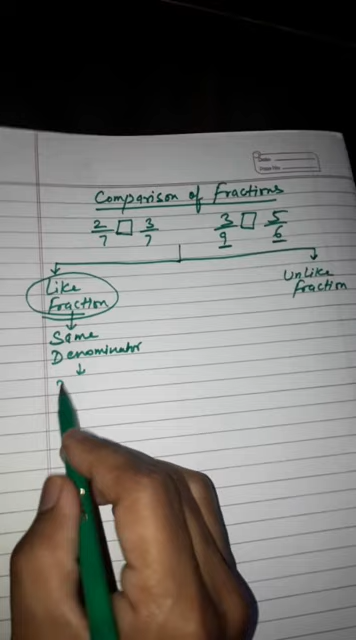 Comparison of Fractions
2/7 □ 3/7   3/9 □ 5/6
Like Fraction
Unlike fraction
Same
Denominator